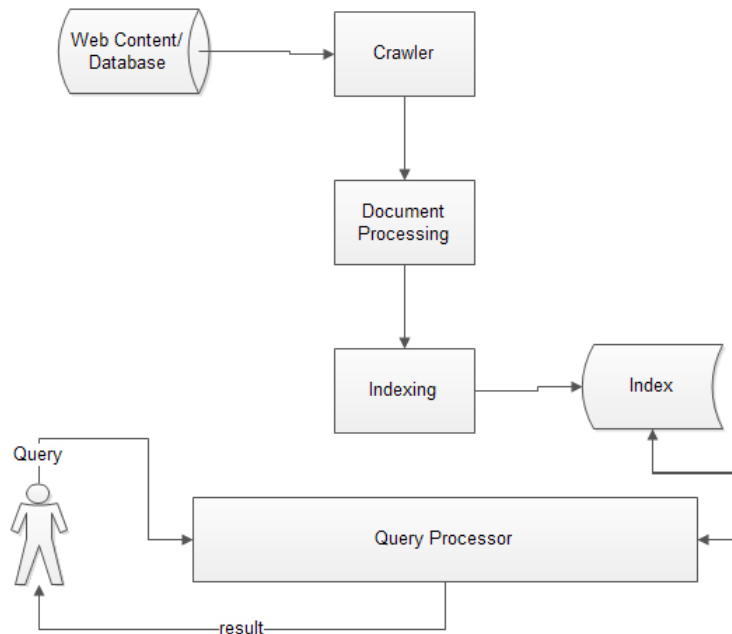 Web Content/
Database
Crawler
Document
Processing
Indexing
Index
Query
Query Processor
result